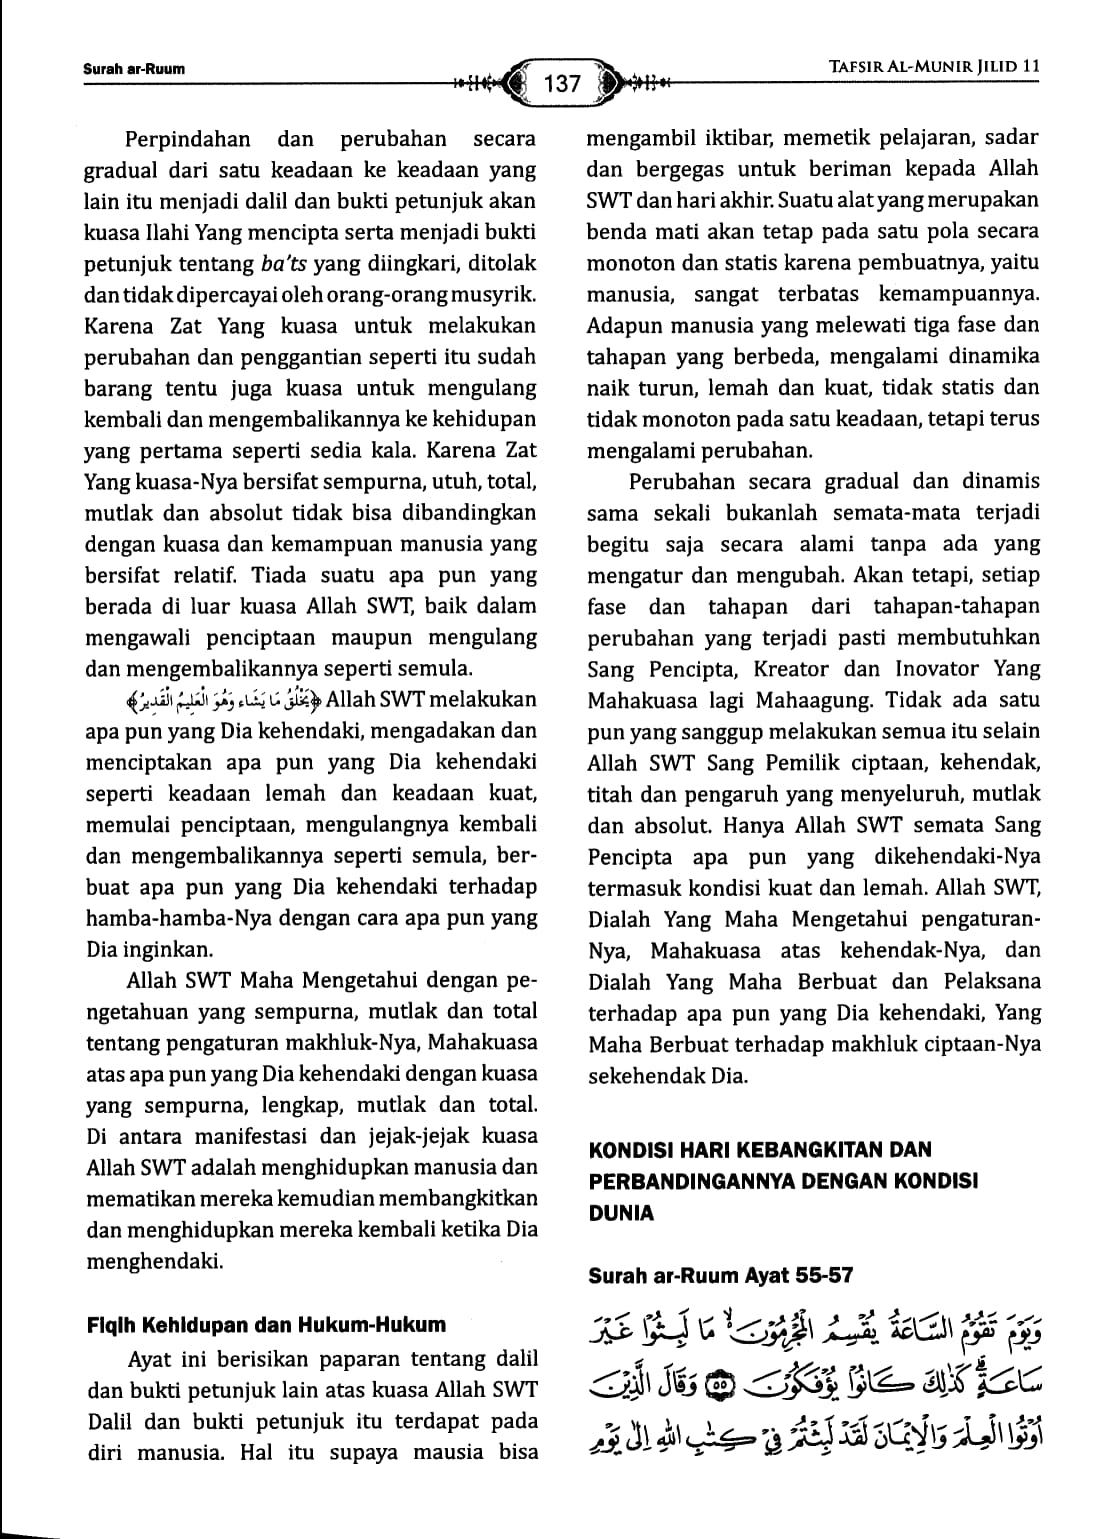 Surah ar-Ruum
137
TAFSIR AL-MUNIR JILID 11
Perpindahan dan perubahan secara
gradual dari satu keadaan ke keadaan yang
lain itu menjadi dalil dan bukti petunjuk akan
kuasa Ilahi Yang mencipta serta menjadi bukti
petunjuk tentang ba’ts yang diingkari, ditolak
dan tidak dipercayai oleh orang-orang musyrik.
Karena Zat Yang kuasa untuk melakukan
perubahan dan penggantian seperti itu sudah
barang tentu juga kuasa untuk mengulang
kembali dan mengembalikannya ke kehidupan
yang pertama seperti sedia kala. Karena Zat
Yang kuasa-Nya bersifat sempurna, utuh, total,
mutlak dan absolut tidak bisa dibandingkan
dengan kuasa dan kemampuan manusia yang
bersifat relatif. Tiada suatu apa pun yang
berada di luar kuasa Allah SWT, baik dalam
mengawali penciptaan maupun mengulang
dan mengembalikannya seperti semula.
﴿يَخْلُقُ مَا يَشَاء وَهُوَ الْعَلِيمُ الْقَدِيرُ﴾ Allah SWT melakukan
apa pun yang Dia kehendaki, mengadakan dan
menciptakan apa pun yang Dia kehendaki
seperti keadaan lemah dan keadaan kuat,
memulai penciptaan, mengulangnya kembali
dan mengembalikannya seperti semula, ber-
buat apa pun yang Dia kehendaki terhadap
hamba-hamba-Nya dengan cara apa pun yang
Dia inginkan.
Allah SWT Maha Mengetahui dengan pe-
ngetahuan yang sempurna, mutlak dan total
tentang pengaturan makhluk-Nya, Mahakuasa
atas apa pun yang Dia kehendaki dengan kuasa
yang sempurna, lengkap, mutlak dan total.
Di antara manifestasi dan jejak-jejak kuasa
Allah SWT adalah menghidupkan manusia dan
mematikan mereka kemudian membangkitkan
dan menghidupkan mereka kembali ketika Dia
menghendaki.
Fiqih Kehidupan dan Hukum-Hukum
Ayat ini berisikan paparan tentang dalil
dan bukti petunjuk lain atas kuasa Allah SWT
Dalil dan bukti petunjuk itu terdapat pada
diri manusia. Hal itu supaya mausia bisa
mengambil iktibar, memetik pelajaran, sadar
dan bergegas untuk beriman kepada Allah
SWT dan hari akhir. Suatu alat yang merupakan
benda mati akan tetap pada satu pola secara
monoton dan statis karena pembuatnya, yaitu
manusia, sangat terbatas kemampuannya.
Adapun manusia yang melewati tiga fase dan
tahapan yang berbeda, mengalami dinamika
naik turun, lemah dan kuat, tidak statis dan
tidak monoton pada satu keadaan, tetapi terus
mengalami perubahan.
Perubahan secara gradual dan dinamis
sama sekali bukanlah semata-mata terjadi
begitu saja secara alami tanpa ada yang
mengatur dan mengubah. Akan tetapi, setiap
fase dan tahapan dari tahapan-tahapan
perubahan yang terjadi pasti membutuhkan
Sang Pencipta, Kreator dan Inovator Yang
Mahakuasa lagi Mahaagung. Tidak ada satu
pun yang sanggup melakukan semua itu selain
Allah SWT Sang Pemilik ciptaan, kehendak,
titah dan pengaruh yang menyeluruh, mutlak
dan absolut. Hanya Allah SWT semata Sang
Pencipta apa pun yang dikehendaki-Nya
termasuk kondisi kuat dan lemah. Allah SWT,
Dialah Yang Maha Mengetahui pengaturan-
Nya, Mahakuasa atas kehendak-Nya, dan
Dialah Yang Maha Berbuat dan Pelaksana
terhadap apa pun yang Dia kehendaki, Yang
Maha Berbuat terhadap makhluk ciptaan-Nya
sekehendak Dia.
KONDISI HARI KEBANGKITAN DAN
PERBANDINGANNYA DENGAN KONDISI
DUNIA
Surah ar-Ruum Ayat 55-57
وَيَوْمَ تَقُوْمُ السَّاعَةُ يُقْسِمُ الْمُجْرِمُوْنَ ەۙ مَا لَبِثُوْا غَيْرَ
سَاعَةٍ ۗ كَذٰلِكَ كَانُوْا يُؤْفَكُوْنَ ۝٥٥ وَقَالَ الَّذِيْنَ
اُوْتُوا الْعِلْمَ وَالْاِيْمَانَ لَقَدْ لَبِثْتُمْ فِيْ كِتٰبِ اللّٰهِ اِلٰى يَوْمِ